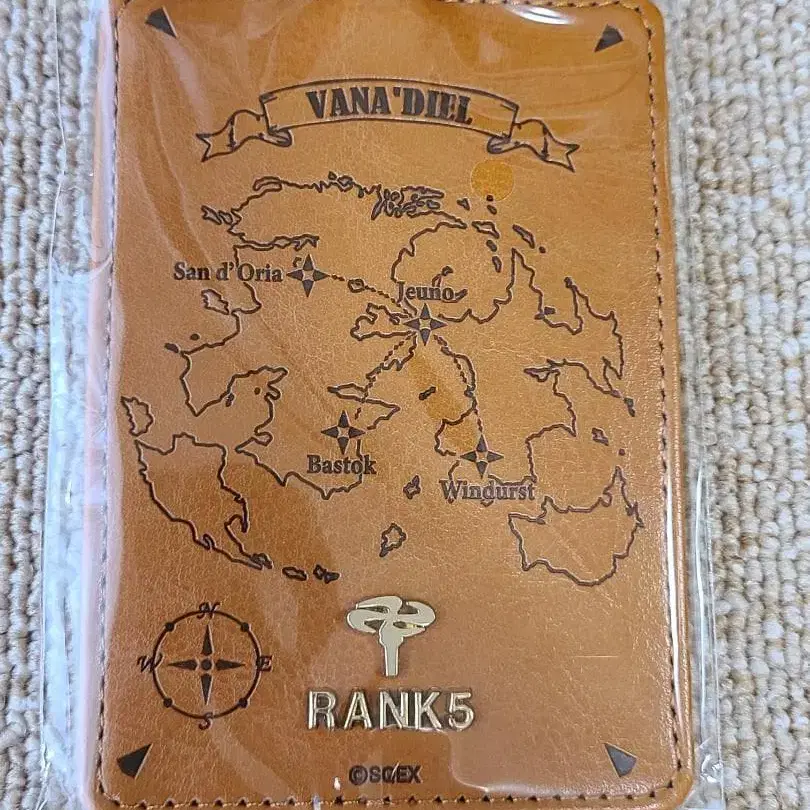 VANA'DIEL
San d'Oria
Jeuno
Bastok
Windurst
N
W E
S
RANK5
©SQEX